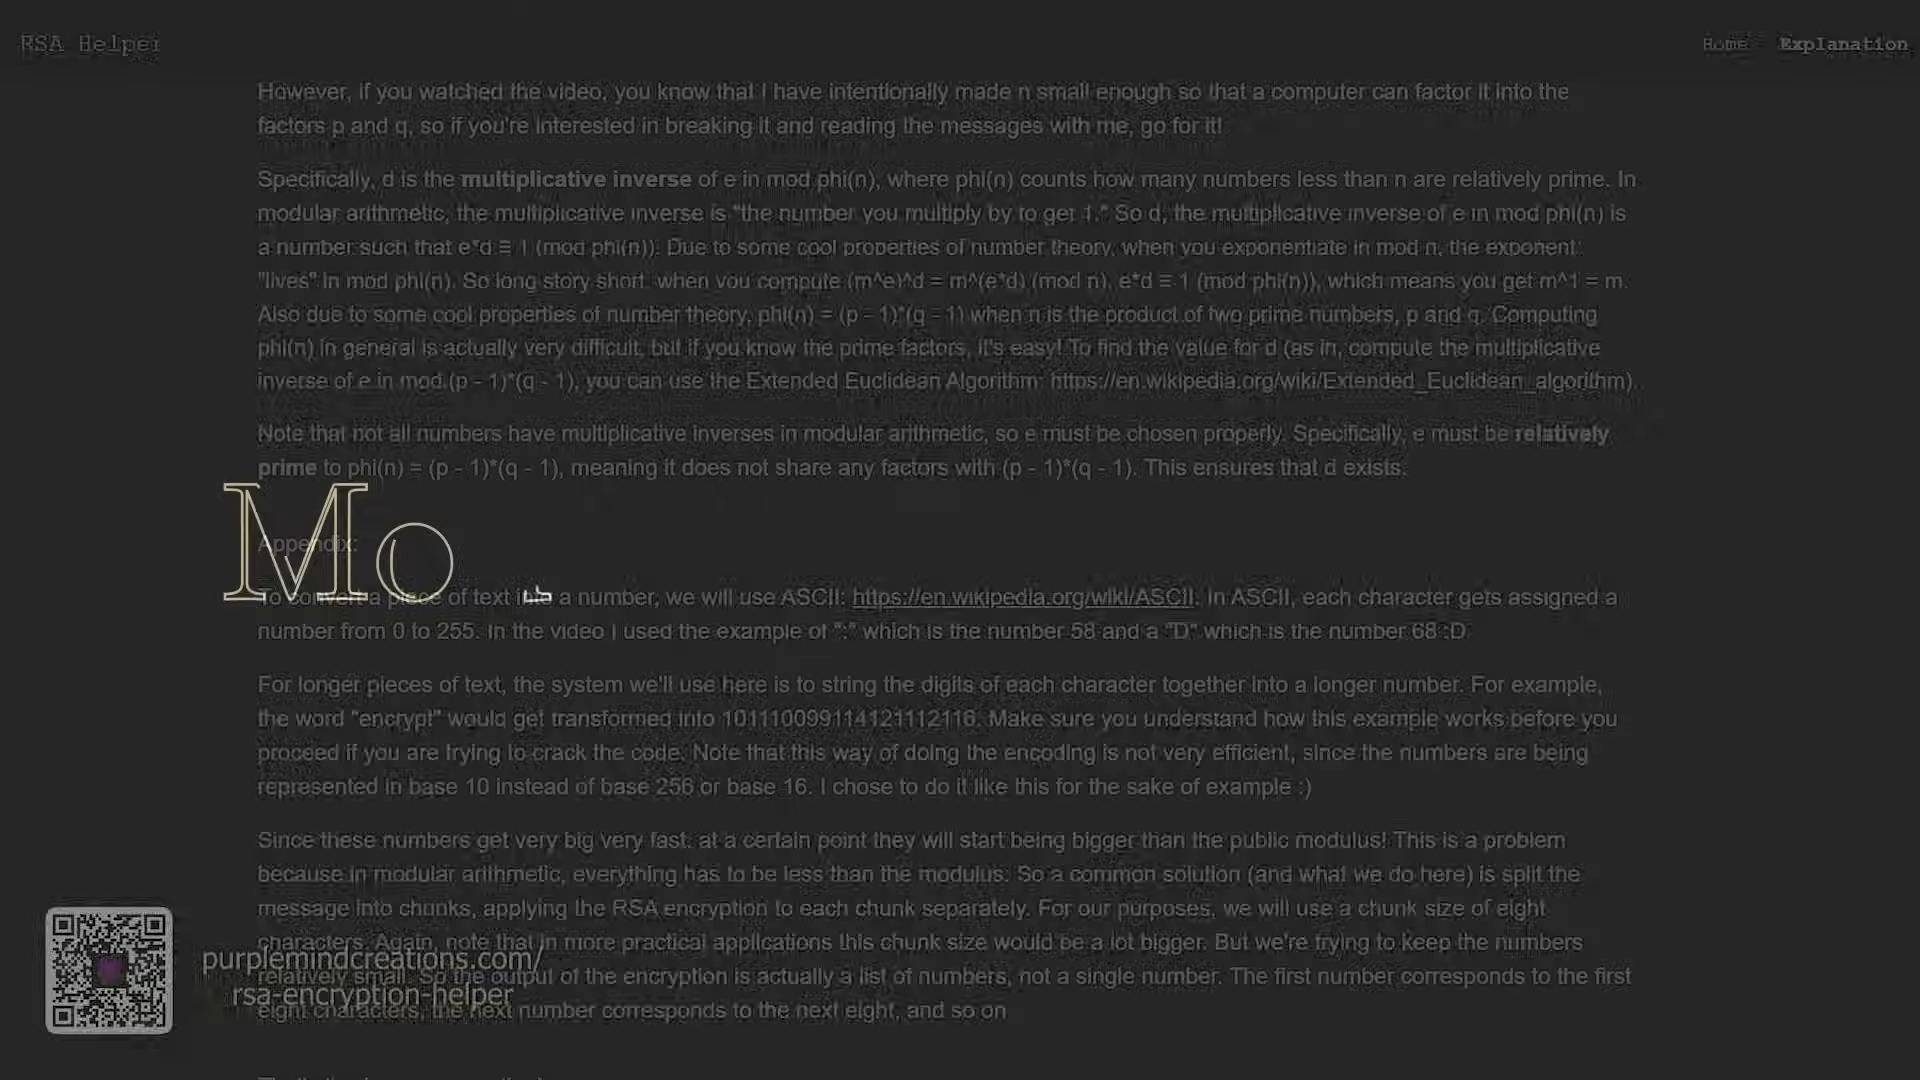 RSA Helper
Home Explanation
However, if you watched the video, you know that I have intentionally made n small enough so that a computer can factor it into the
factors p and q, so if you're interested in breaking it and reading the messages with me, go for it!
Specifically, d is the multiplicative inverse of e in mod phi(n), where phi(n) counts how many numbers less than n are relatively prime. In
modular arithmetic, the multiplicative inverse is "the number you multiply by to get 1." So d, the multiplicative inverse of e in mod phi(n) is
a number such that e*d ≡ 1 (mod phi(n)). Due to some cool properties of number theory, when you exponentiate in mod n, the exponent
"lives" in mod phi(n). So long story short, when you compute (m^e)^d = m^(e*d) (mod n), e*d ≡ 1 (mod phi(n)), which means you get m^1 = m.
Also due to some cool properties of number theory, phi(n) = (p - 1)*(q - 1) when n is the product of two prime numbers, p and q. Computing
phi(n) in general is actually very difficult, but if you know the prime factors, it's easy! To find the value for d (as in, compute the multiplicative
inverse of e in mod (p - 1)*(q - 1), you can use the Extended Euclidean Algorithm: https://en.wikipedia.org/wiki/Extended_Euclidean_algorithm).
Note that not all numbers have multiplicative inverses in modular arithmetic, so e must be chosen properly. Specifically, e must be relatively
prime to phi(n) = (p - 1)*(q - 1), meaning it does not share any factors with (p - 1)*(q - 1). This ensures that d exists.
Mo
Appendix:
To convert a piece of text into a number, we will use ASCII: https://en.wikipedia.org/wiki/ASCII. In ASCII, each character gets assigned a
number from 0 to 255. In the video I used the example of ":" which is the number 58 and a "D" which is the number 68 :D
For longer pieces of text, the system we'll use here is to string the digits of each character together into a longer number. For example,
the word "encrypt" would get transformed into 101110099114121112116. Make sure you understand how this example works before you
proceed if you are trying to crack the code. Note that this way of doing the encoding is not very efficient, since the numbers are being
represented in base 10 instead of base 256 or base 16. I chose to do it like this for the sake of example :)
Since these numbers get very big very fast, at a certain point they will start being bigger than the public modulus! This is a problem
because in modular arithmetic, everything has to be less than the modulus. So a common solution (and what we do here) is split the
message into chunks, applying the RSA encryption to each chunk separately. For our purposes, we will use a chunk size of eight
characters. Again, note that in more practical applications this chunk size would be a lot bigger. But we're trying to keep the numbers
relatively small. So the output of the encryption is actually a list of numbers, not a single number. The first number corresponds to the first
eight characters, the next number corresponds to the next eight, and so on
purplemindcreations.com/
rsa-encryption-helper